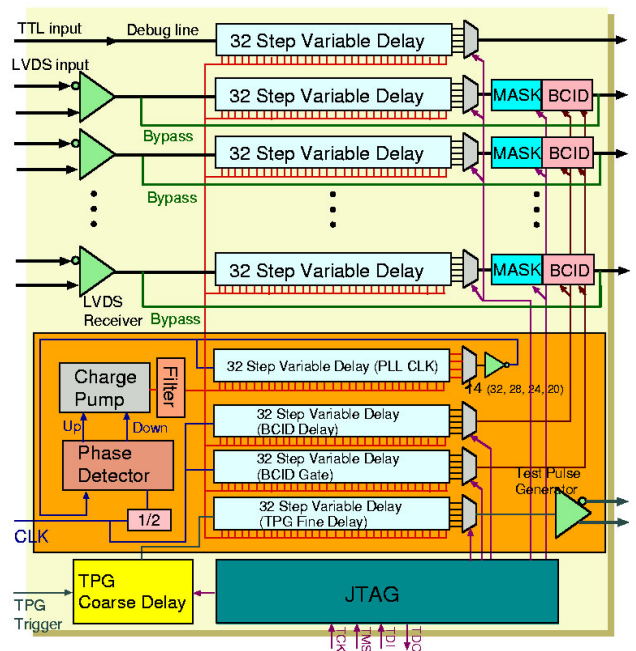 TTL input
Debug line
32 Step Variable Delay
LVDS input
32 Step Variable Delay
MASK
BCID
Bypass
32 Step Variable Delay
MASK
BCID
Bypass
32 Step Variable Delay
MASK
BCID
LVDS
Receiver
Bypass
32 Step Variable Delay (PLL CLK)
4 (32, 28, 24, 20)
Charge
Pump
Filter
Up
Down
32 Step Variable Delay
(BCID Delay)
Phase
Detector
32 Step Variable Delay
(BCID Gate)
Test Pulse
Generator
32 Step Variable Delay
(TPG Fine Delay)
1/2
CLK
TPG
Coarse Delay
JTAG
TPG
Trigger
TCK
TMS
TDI
TDO